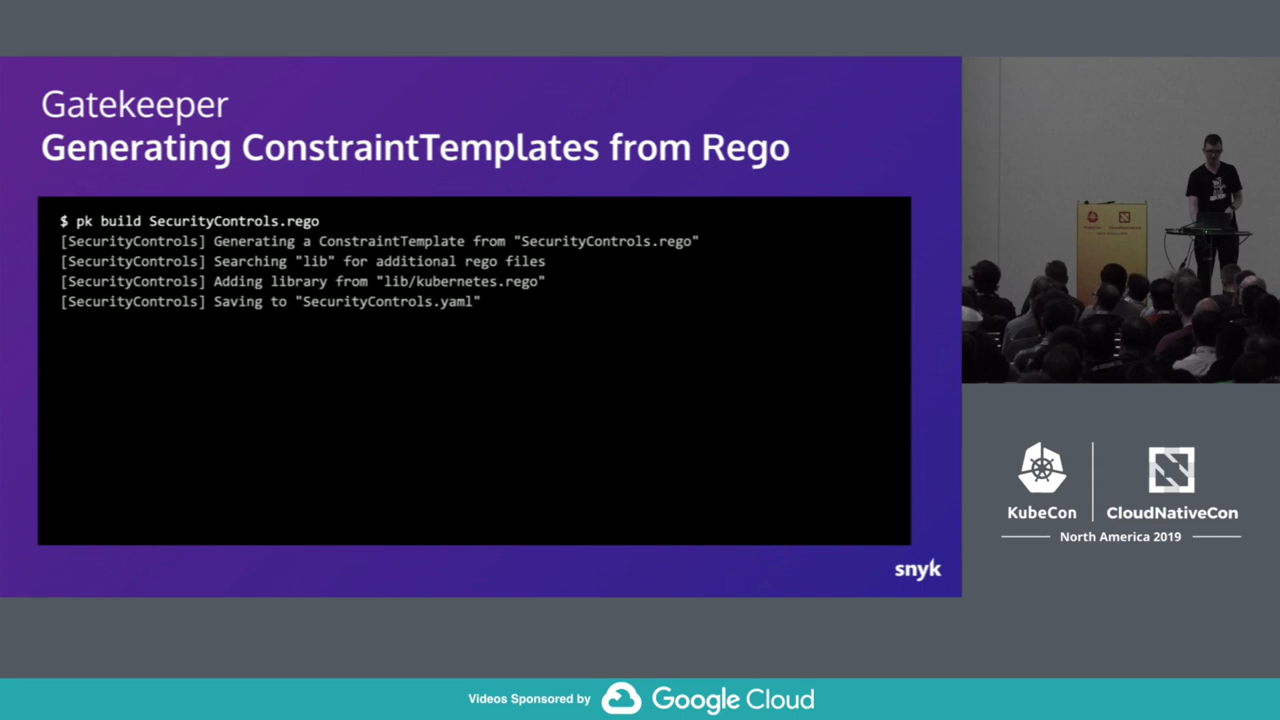 Gatekeeper
Generating ConstraintTemplates from Rego
$ pk build SecurityControls.rego
[SecurityControls] Generating a ConstraintTemplate from "SecurityControls.rego"
[SecurityControls] Searching "lib" for additional rego files
[SecurityControls] Adding library from "lib/kubernetes.rego"
[SecurityControls] Saving to "SecurityControls.yaml"
snyk
KubeCon
CloudNativeCon
North America 2019
Videos Sponsored by
Google Cloud